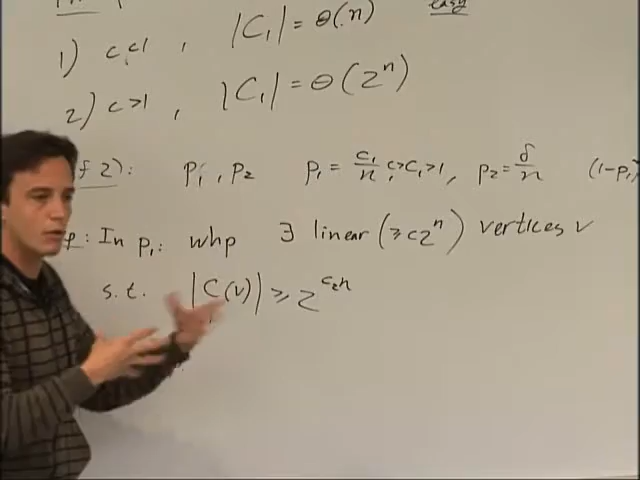 easy
1) c<1 , |C₁| = Θ(n)
2) c>1 , |C₁| = Θ(2ⁿ)
f 2): p₁ , p₂ p₁ = c₁/n , c>c₁>1 , p₂ = δ/n (1-p₁)
p: In p₁: whp ∃ linear (≥ c2ⁿ) vertices v
s.t. |C(v)| ≥ 2^{c₂n}